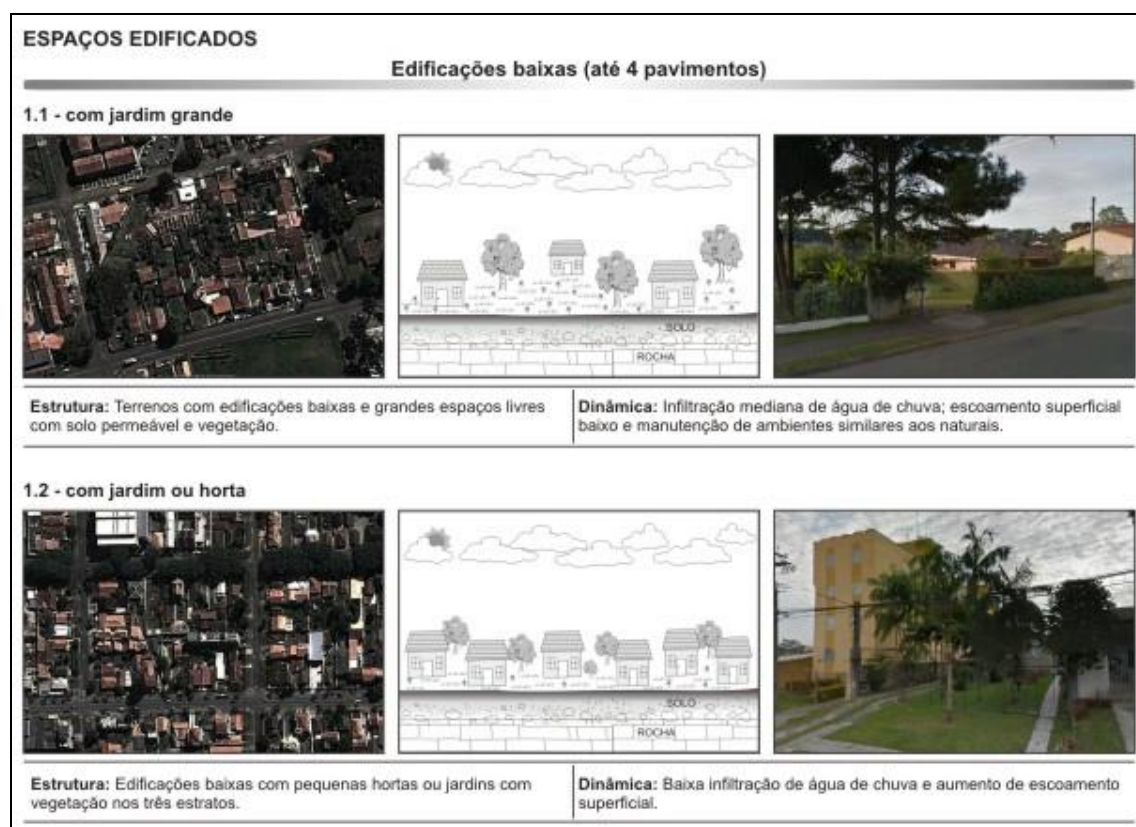 ESPAÇOS EDIFICADOS
Edificações baixas (até 4 pavimentos)
1.1 - com jardim grande
SOLO
ROCHA
Estrutura: Terrenos com edificações baixas e grandes espaços livres
com solo permeável e vegetação.
Dinâmica: Infiltração mediana de água de chuva; escoamento superficial
baixo e manutenção de ambientes similares aos naturais.
1.2 - com jardim ou horta
SOLO
ROCHA
Estrutura: Edificações baixas com pequenas hortas ou jardins com
vegetação nos três estratos.
Dinâmica: Baixa infiltração de água de chuva e aumento de escoamento
superficial.